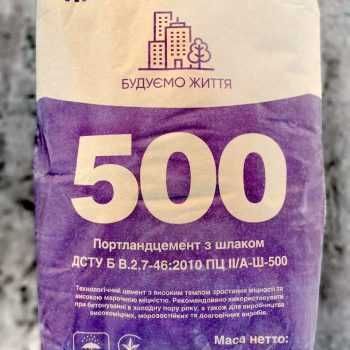 БУДУЄМО ЖИТТЯ
500
Портландцемент з шлаком
ДСТУ Б В.2,7-46:2010 ПЦ II/А-Ш-500
Технологічний цемент з високим темпом зростання міцності та
високою марочною міцністю. Рекомендовано використовувати
при бетонуванні в холодну пору року, а також для виробництва
високоміцних, морозостійких та довговічних виробів.
Маса нетто: